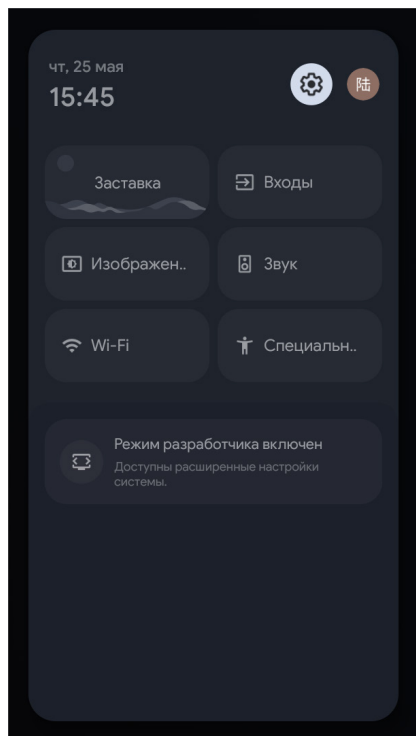 чт, 25 мая
15:45
陆
Заставка
Входы
Изображен..
Звук
Wi-Fi
Специальн..
Режим разработчика включен
Доступны расширенные настройки
системы.